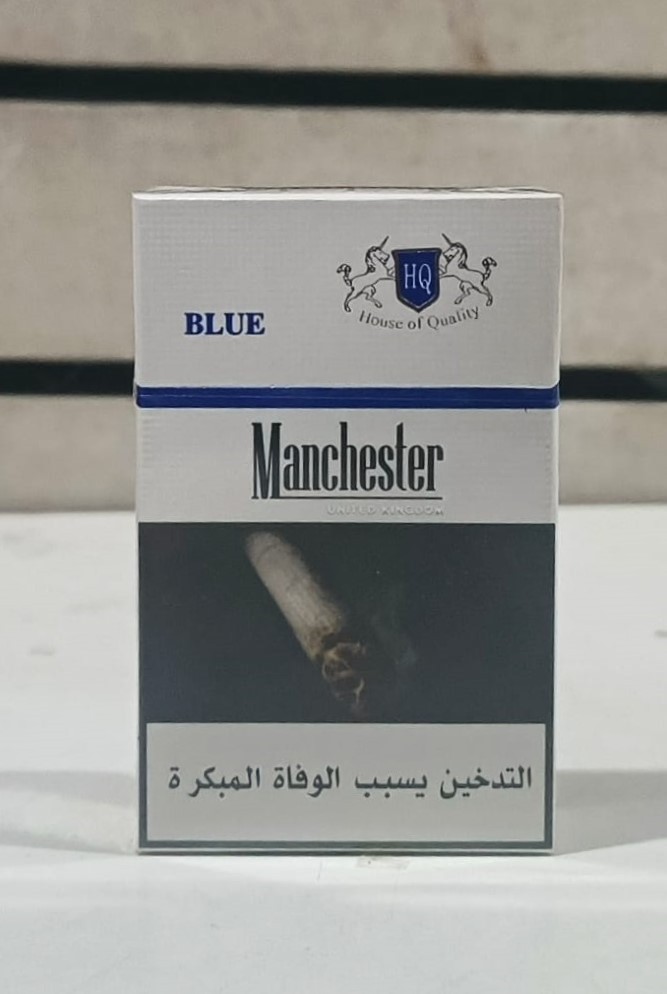 HQ
House of Quality
BLUE
Manchester
UNITED KINGDOM
التدخين يسبب الوفاة المبكرة